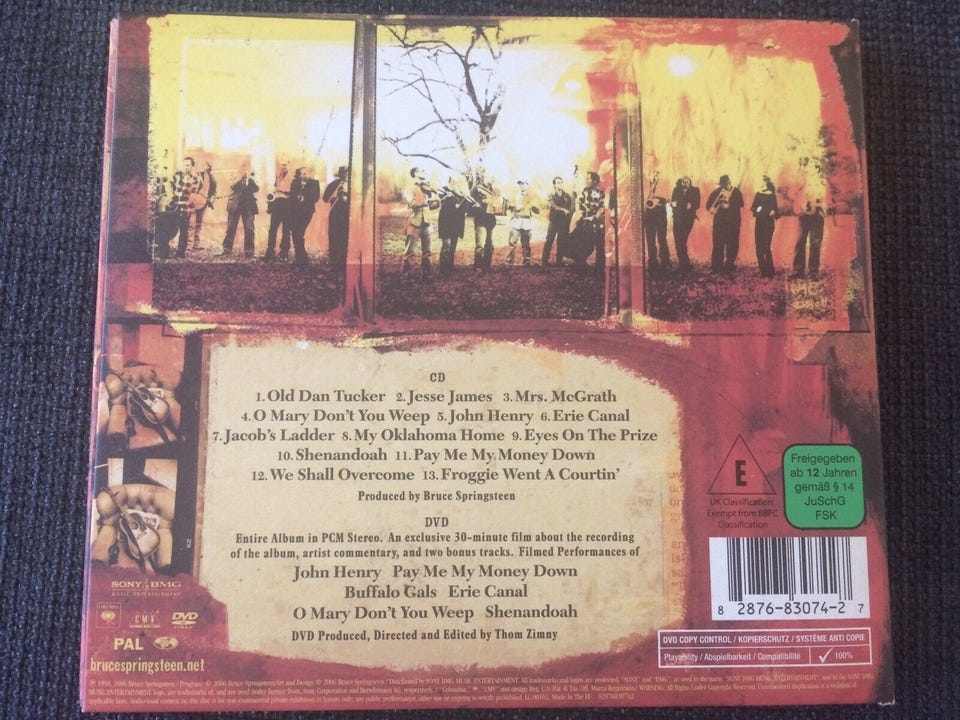 CD
1. Old Dan Tucker 2. Jesse James 3. Mrs. McGrath
4. O Mary Don't You Weep 5. John Henry 6. Erie Canal
7. Jacob's Ladder 8. My Oklahoma Home 9. Eyes On The Prize
10. Shenandoah 11. Pay Me My Money Down
12. We Shall Overcome 13. Froggie Went A Courtin'
Produced by Bruce Springsteen
DVD
Entire Album in PCM Stereo. An exclusive 30-minute film about the recording
of the album, artist commentary, and two bonus tracks. Filmed Performances of
John Henry Pay Me My Money Down
Buffalo Gals Erie Canal
O Mary Don't You Weep Shenandoah
DVD Produced, Directed and Edited by Thom Zimny
E
UK Classification:
Exempt from BBFC
Classification
Freigegeben
ab 12 Jahren
gemäß § 14
JuSchG
FSK
8 28768-83074-2 7
DVD COPY CONTROL / KOPIERSCHUTZ / SYSTÈME ANTI COPIE
Playability / Abspielbarkeit / Compatibilité 100%
SONY BMG
MUSIC ENTERTAINMENT
COLUMBIA
CMV
DVD
VIDEO
PAL
brucespringsteen.net